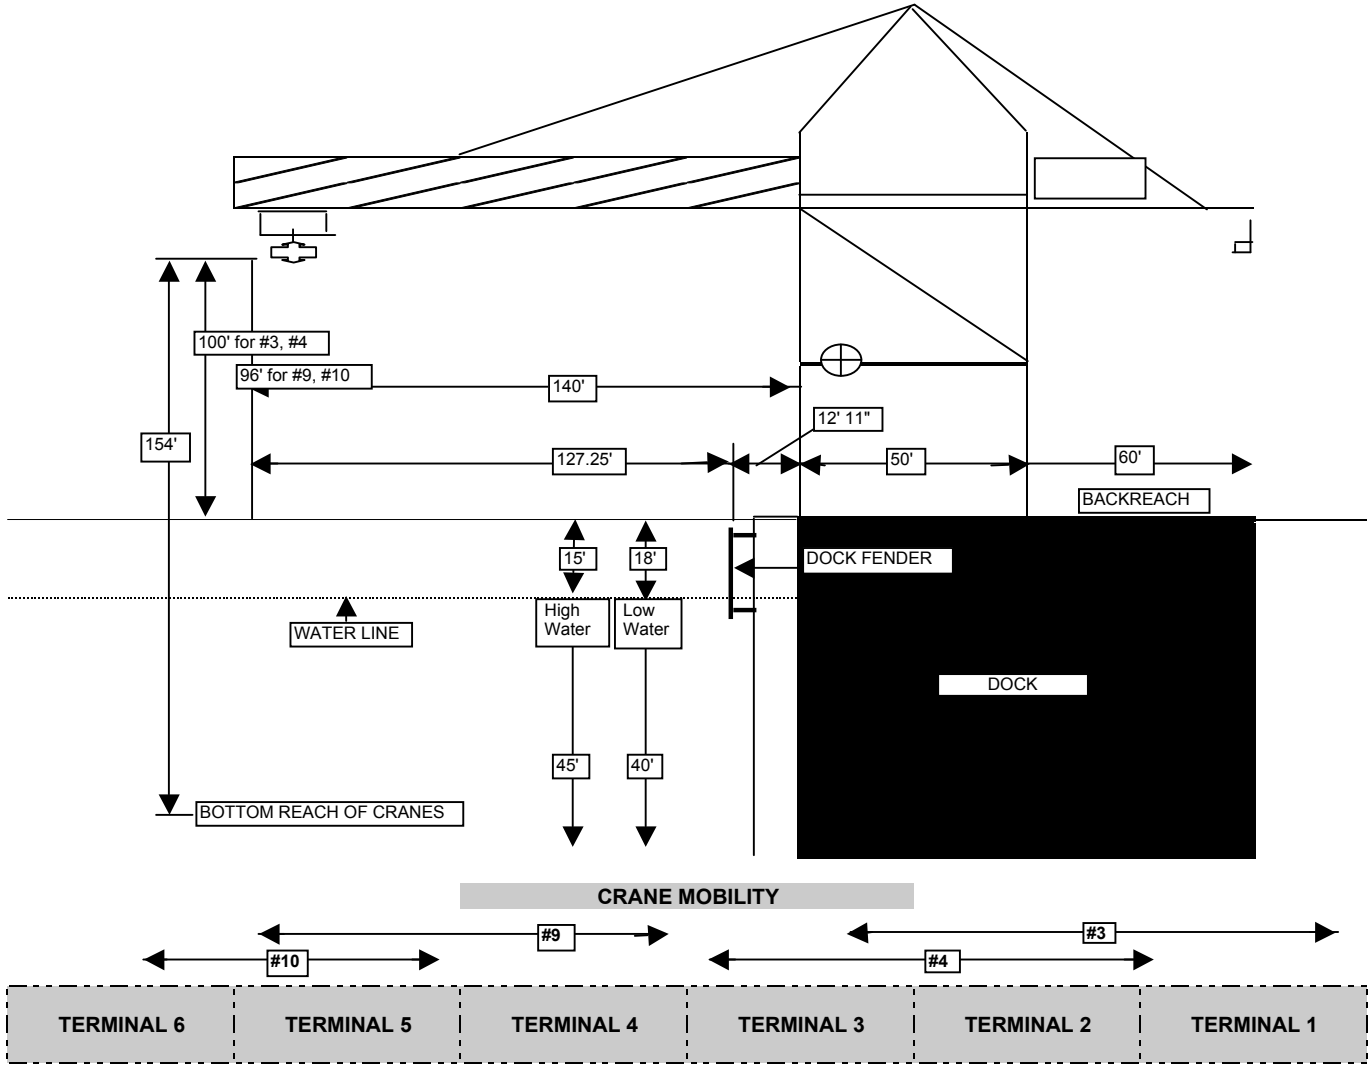 100' for #3, #4
96' for #9, #10
140'
12' 11"
154'
127.25'
50'
60'
BACKREACH
15'
18'
DOCK FENDER
High
Water
Low
Water
WATER LINE
DOCK
45'
40'
BOTTOM REACH OF CRANES
CRANE MOBILITY
#9
#3
#10
#4
TERMINAL 6
TERMINAL 5
TERMINAL 4
TERMINAL 3
TERMINAL 2
TERMINAL 1